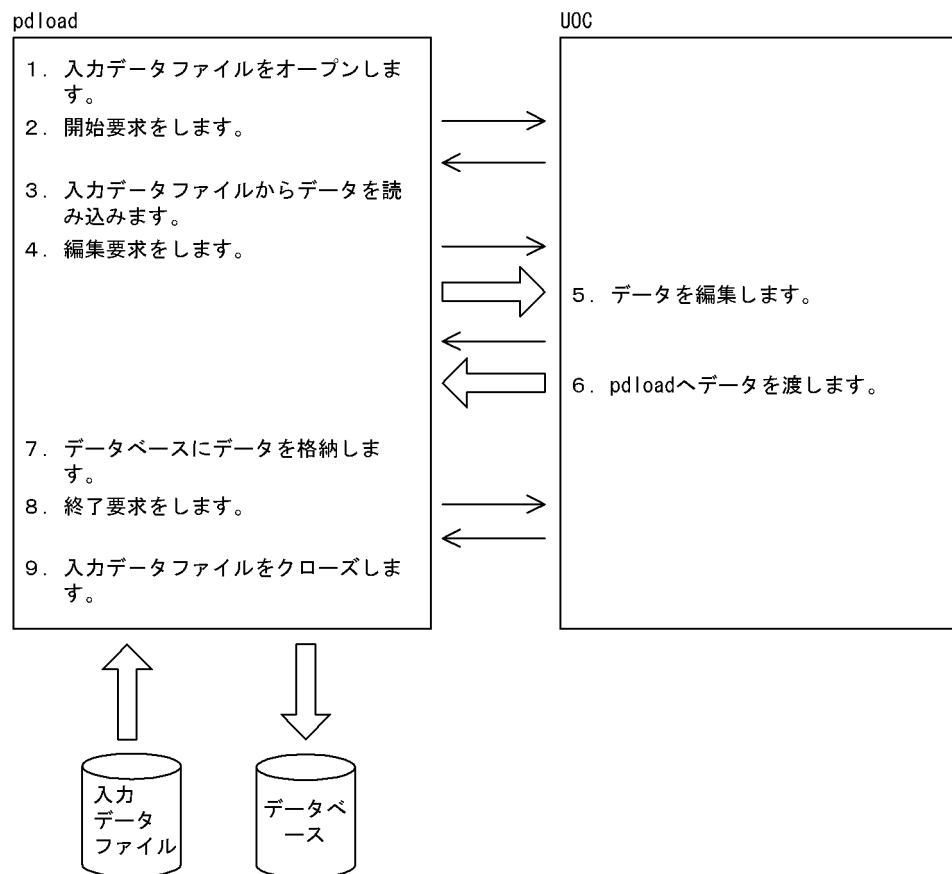 pdload
UOC
1. 入力データファイルをオープンしま
す。
2. 開始要求をします。
3. 入力データファイルからデータを読
み込みます。
4. 編集要求をします。
5. データを編集します。
6. pdloadへデータを渡します。
7. データベースにデータを格納しま
す。
8. 終了要求をします。
9. 入力データファイルをクローズしま
す。
入力
データ
ファイル
データベ
ース